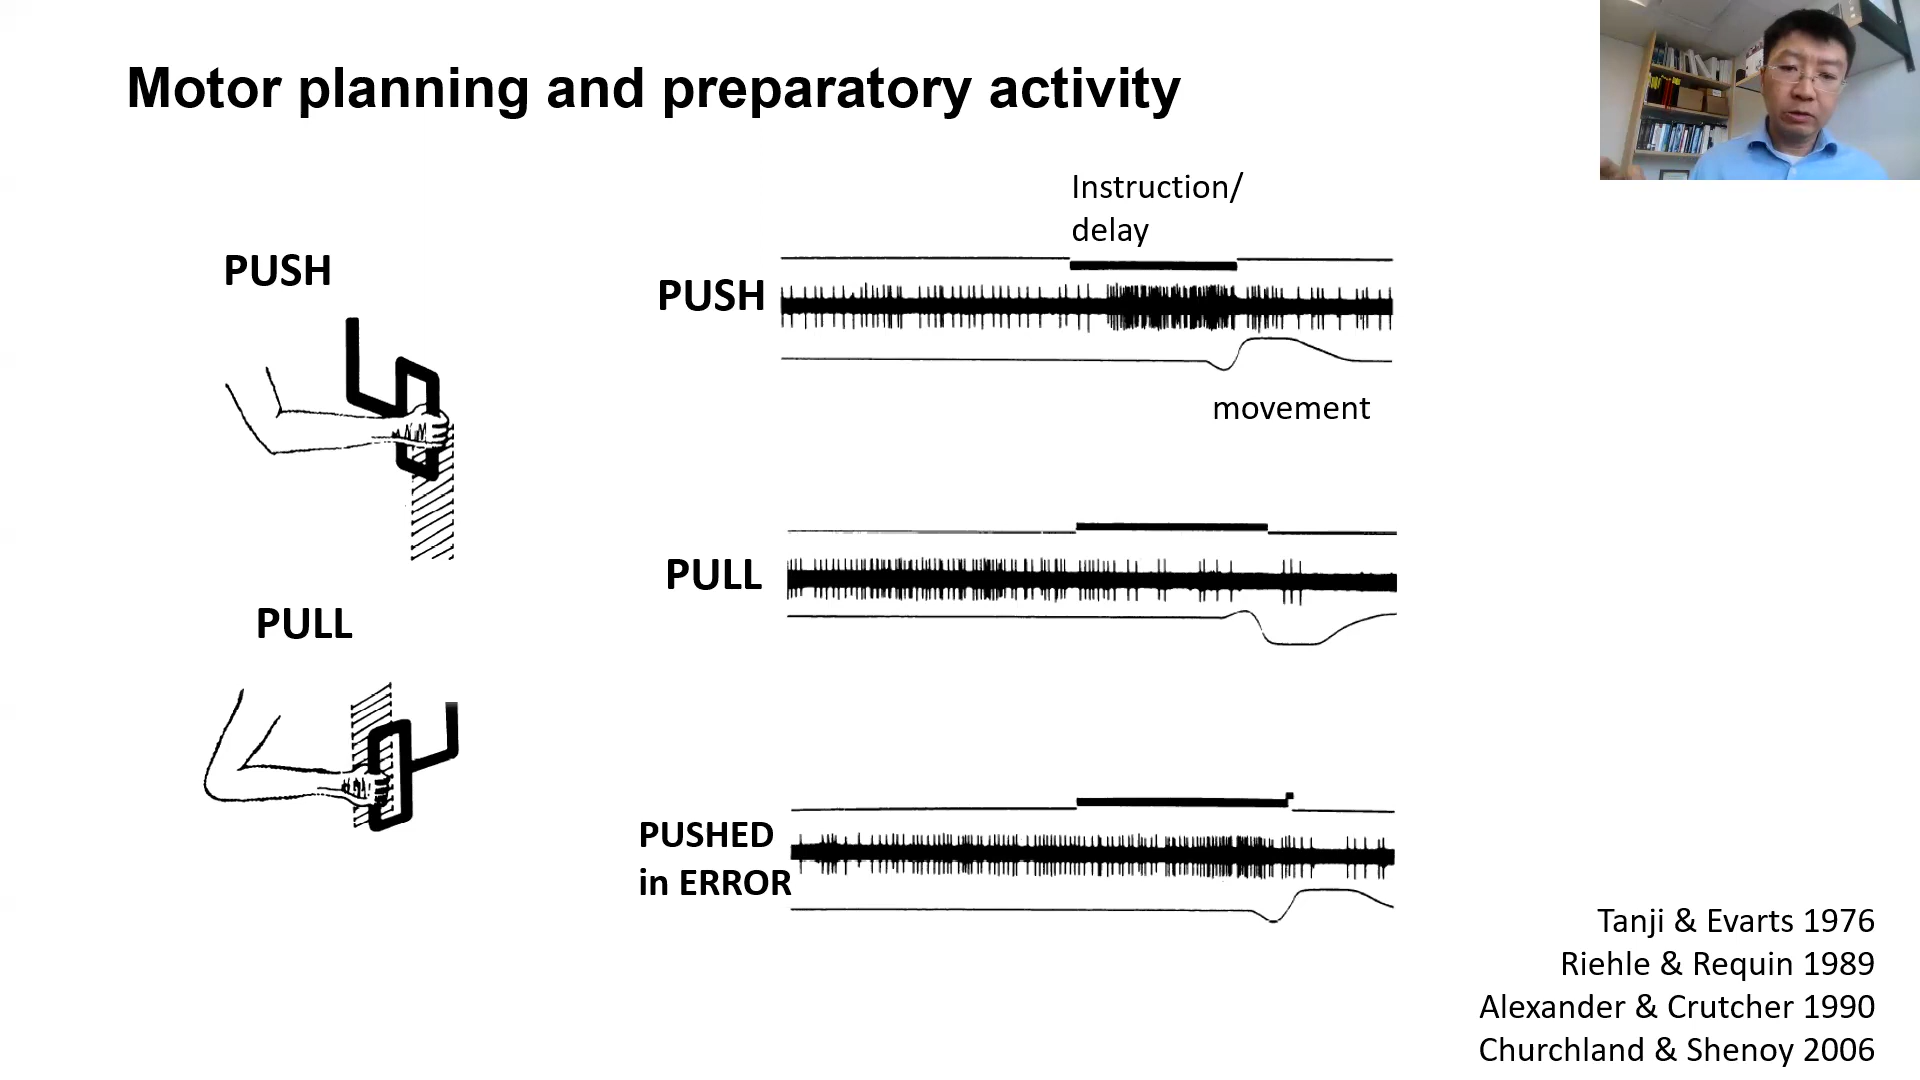 Motor planning and preparatory activity
PUSH
PULL
Instruction/
delay
PUSH
movement
PULL
PUSHED
in ERROR
Tanji & Evarts 1976
Riehle & Requin 1989
Alexander & Crutcher 1990
Churchland & Shenoy 2006